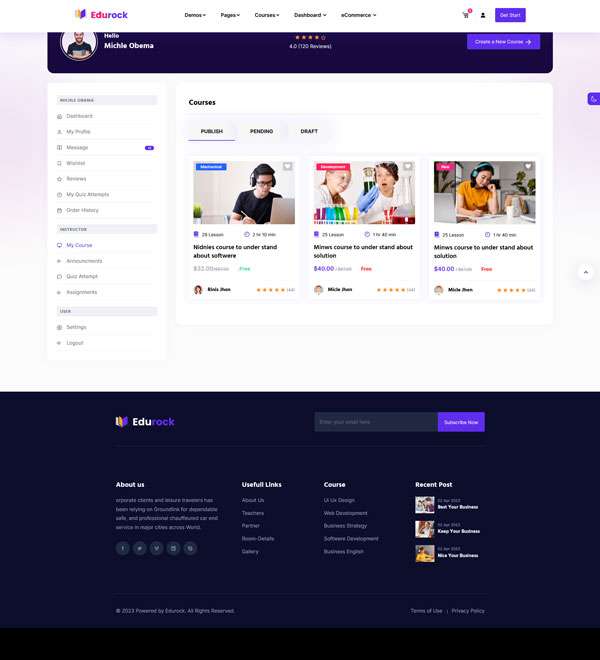 Edurock
Demos
Pages
Courses
Dashboard
eCommerce
Get Start
Hello
Michle Obema
4.0 (120 Reviews)
Create a New Course
MICHLE OBEMA
Dashboard
My Profile
Message
Wishlist
Reviews
My Quiz Attempts
Order History
INSTRUCTOR
My Course
Announcments
Quiz Attempt
Assignments
USER
Settings
Logout
Courses
PUBLISH
PENDING
DRAFT
Mechanical
25 Lesson
2 hr 10 min
Nidnies course to under stand
about softwere
$32.00
Free
Rinis Jhon
(44)
Development
25 Lesson
1 hr 40 min
Minws course to under stand about
solution
$40.00
/ $67.00
Free
Micle Jhon
(44)
25 Lesson
1 hr 40 min
Minws course to under stand about
solution
$40.00
/ $67.00
Free
Micle Jhon
(44)
Edurock
Enter your email here
Subscribe Now
About us
orporate clients and leisure travelers has
been relying on Groundlink for dependable
safe, and professional chauffeured car end
service in major cities across World.
Usefull Links
About Us
Teachers
Partner
Room-Details
Gallery
Course
Ui Ux Design
Web Development
Business Strategy
Softwere Development
Business English
Recent Post
02 Apr 2023
Best Your Business
02 Apr 2023
Keep Your Business
02 Apr 2023
Nice Your Business
© 2023 Powered by Edurock. All Rights Reserved.
Terms of Use
Privacy Policy